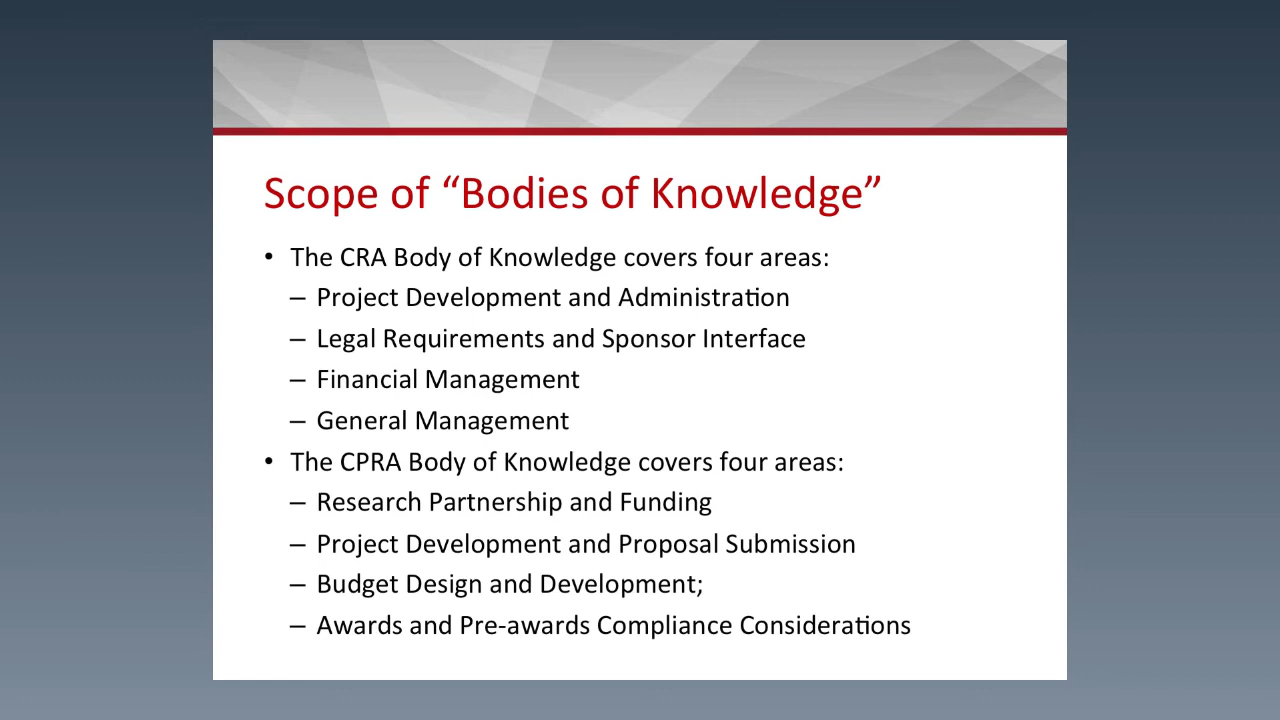 Scope of “Bodies of Knowledge”
• The CRA Body of Knowledge covers four areas:
– Project Development and Administration
– Legal Requirements and Sponsor Interface
– Financial Management
– General Management
• The CPRA Body of Knowledge covers four areas:
– Research Partnership and Funding
– Project Development and Proposal Submission
– Budget Design and Development;
– Awards and Pre-awards Compliance Considerations